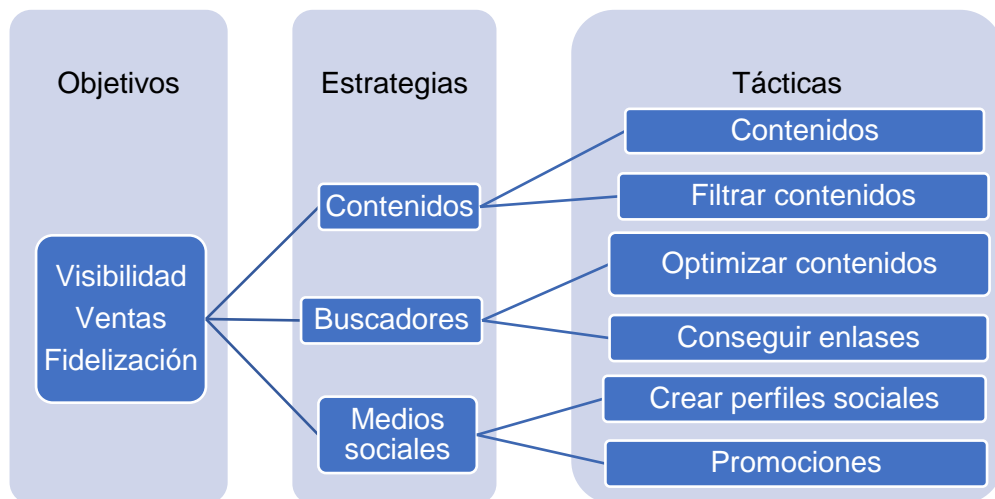 Objetivos
Estrategias
Tácticas
Visibilidad
Ventas
Fidelización
Contenidos
Buscadores
Medios
sociales
Contenidos
Filtrar contenidos
Optimizar contenidos
Conseguir enlases
Crear perfiles sociales
Promociones